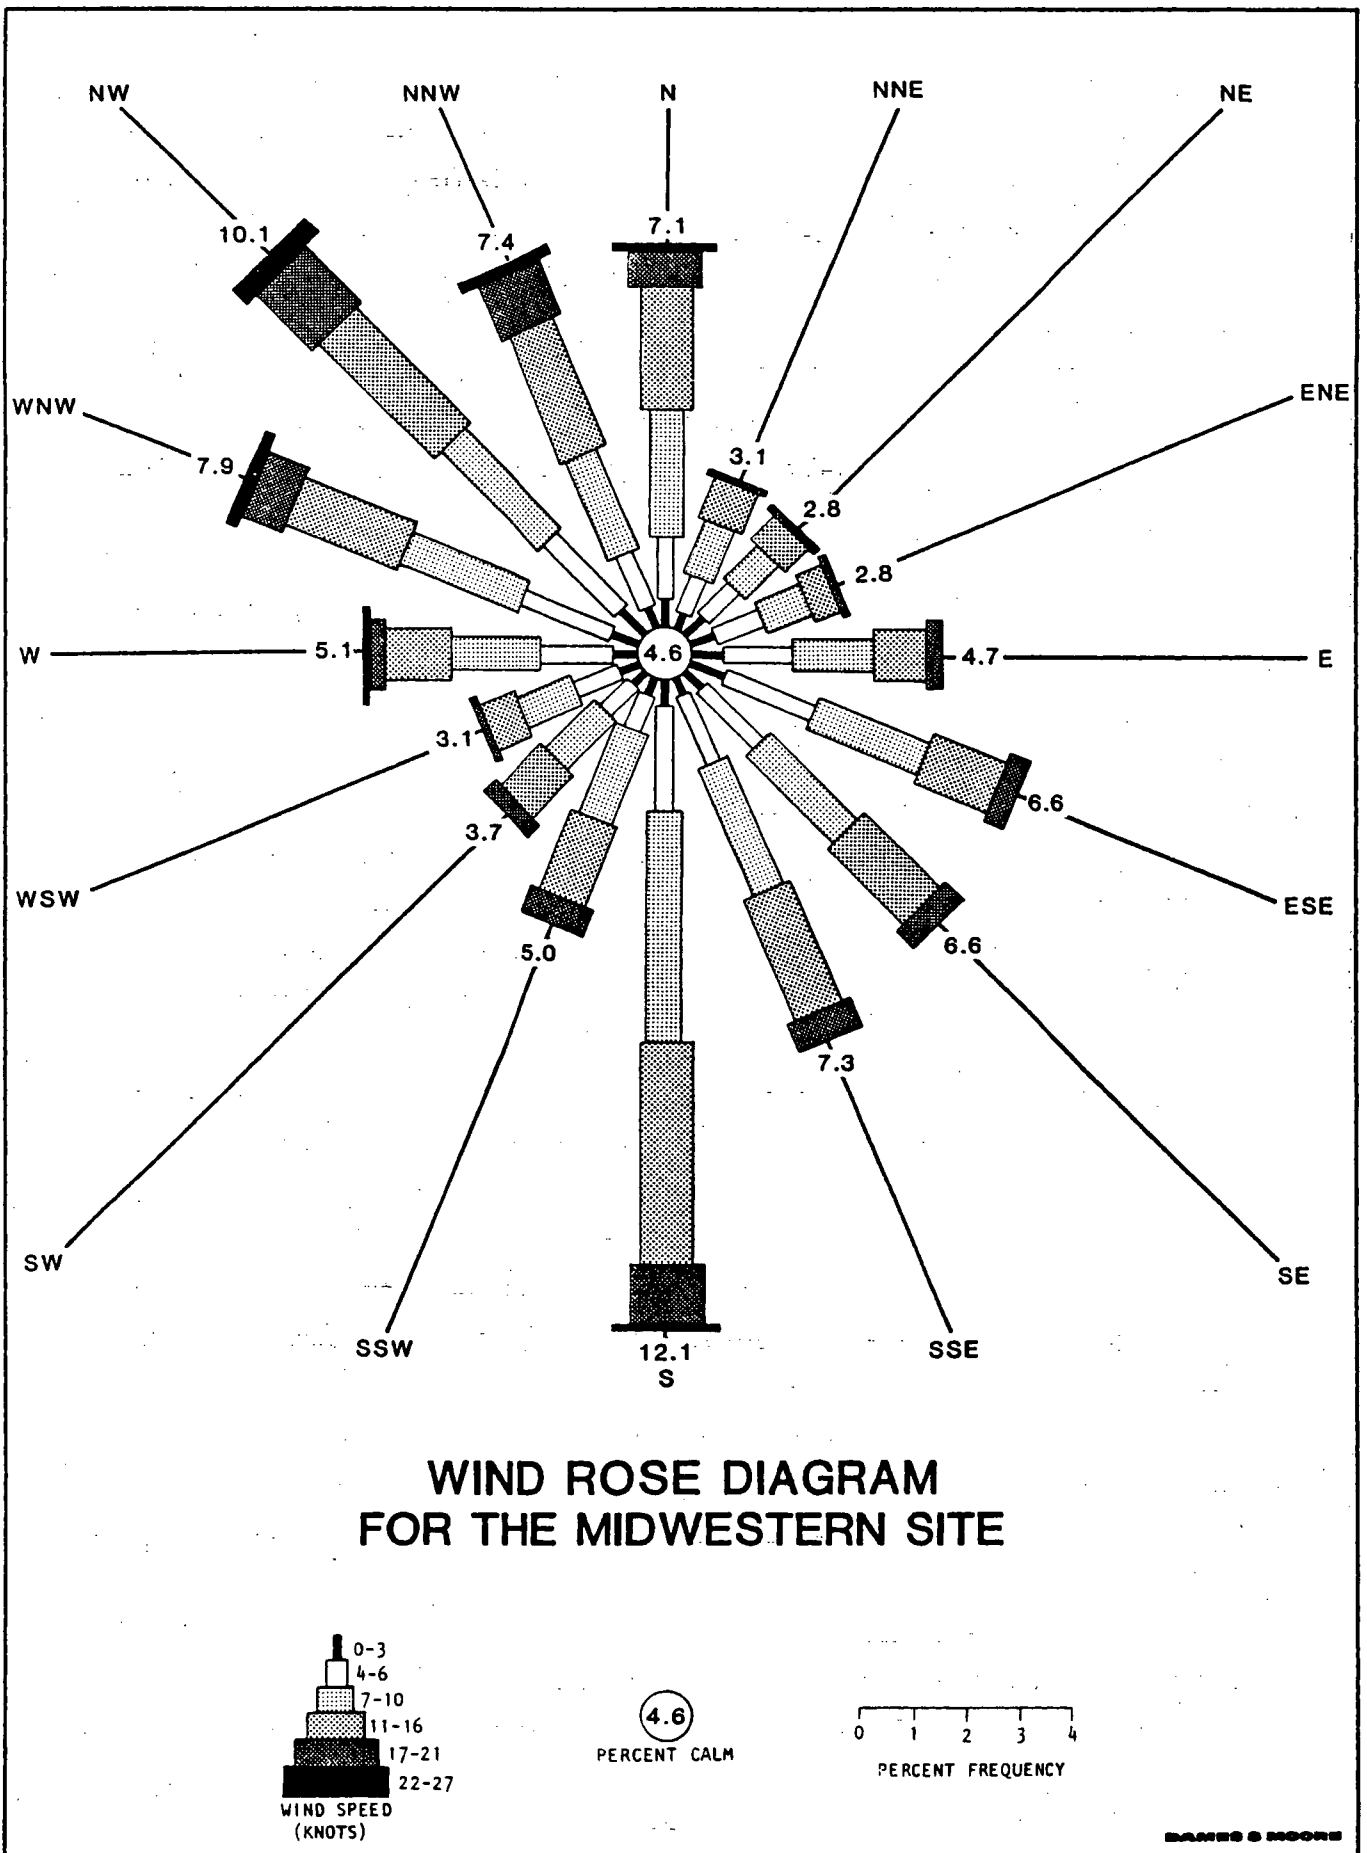 NW NNW N NNE NE
10.1 7.4 7.1
WNW ENE
7.9 3.1 2.8
2.8
W 5.1 4.6 4.7 E
3.1 6.6
3.7
WSW ESE
5.0 6.6
7.3
SW SE
SSW 12.1 SSE
S
WIND ROSE DIAGRAM
FOR THE MIDWESTERN SITE
0-3
4-6
7-10
11-16
17-21
22-27
WIND SPEED
(KNOTS)
4.6
PERCENT CALM
0 1 2 3 4
PERCENT FREQUENCY
DAMES & MOORE